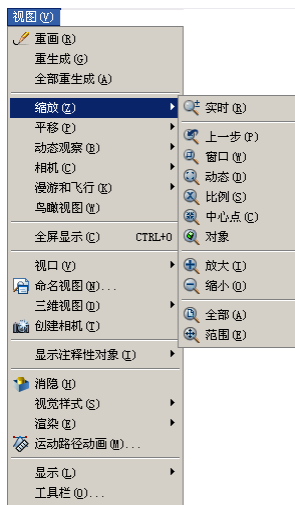 视图(V)
重画(R)
重生成(G)
全部重生成(A)
缩放(Z)
平移(P)
动态观察(B)
相机(C)
漫游和飞行(K)
鸟瞰视图(W)
全屏显示(C) CTRL+0
视口(V)
命名视图(N)...
三维视图(D)
创建相机(T)
显示注释性对象(I)
消隐(H)
视觉样式(S)
渲染(E)
运动路径动画(M)...
显示(L)
工具栏(O)...
实时(R)
上一步(P)
窗口(W)
动态(D)
比例(S)
中心点(C)
对象
放大(I)
缩小(O)
全部(A)
范围(E)